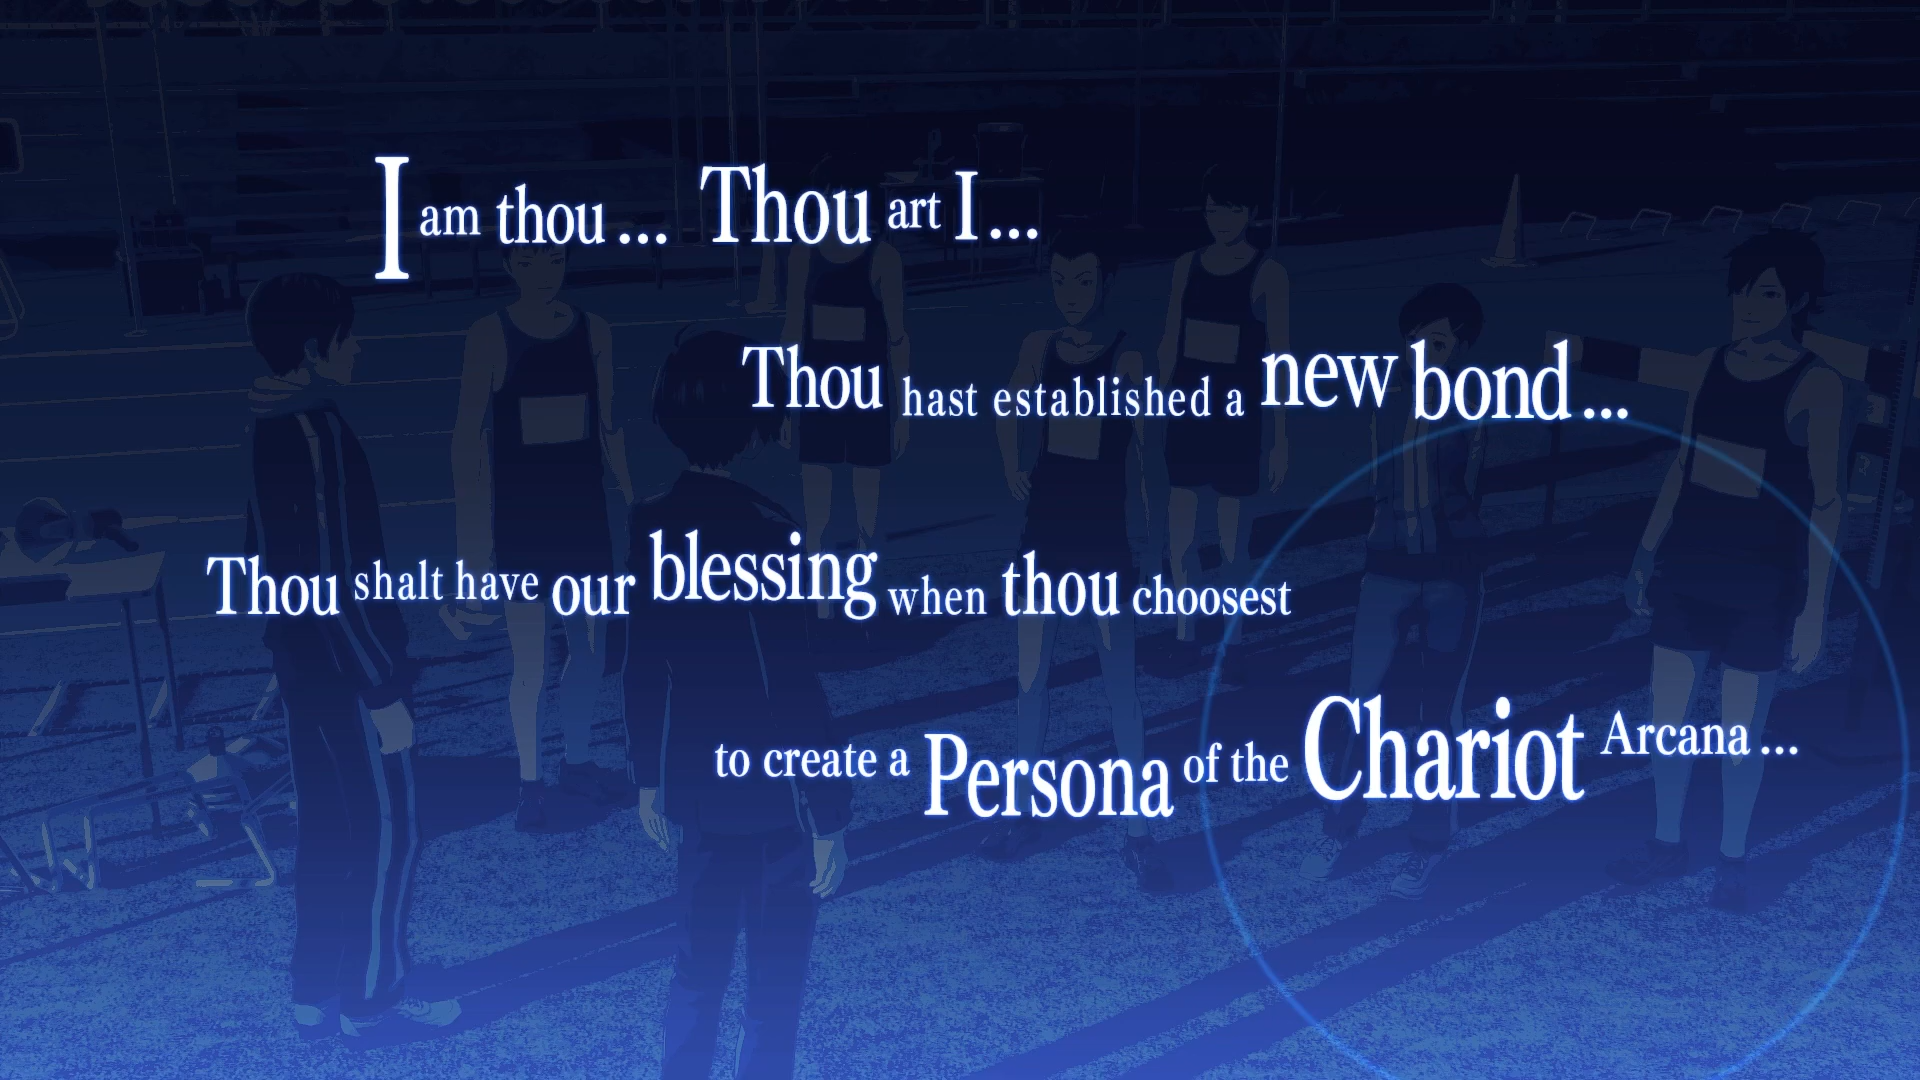 I am thou... Thou art I...
Thou hast established a new bond...
Thou shalt have our blessing when thou choosest
to create a Persona of the Chariot Arcana...